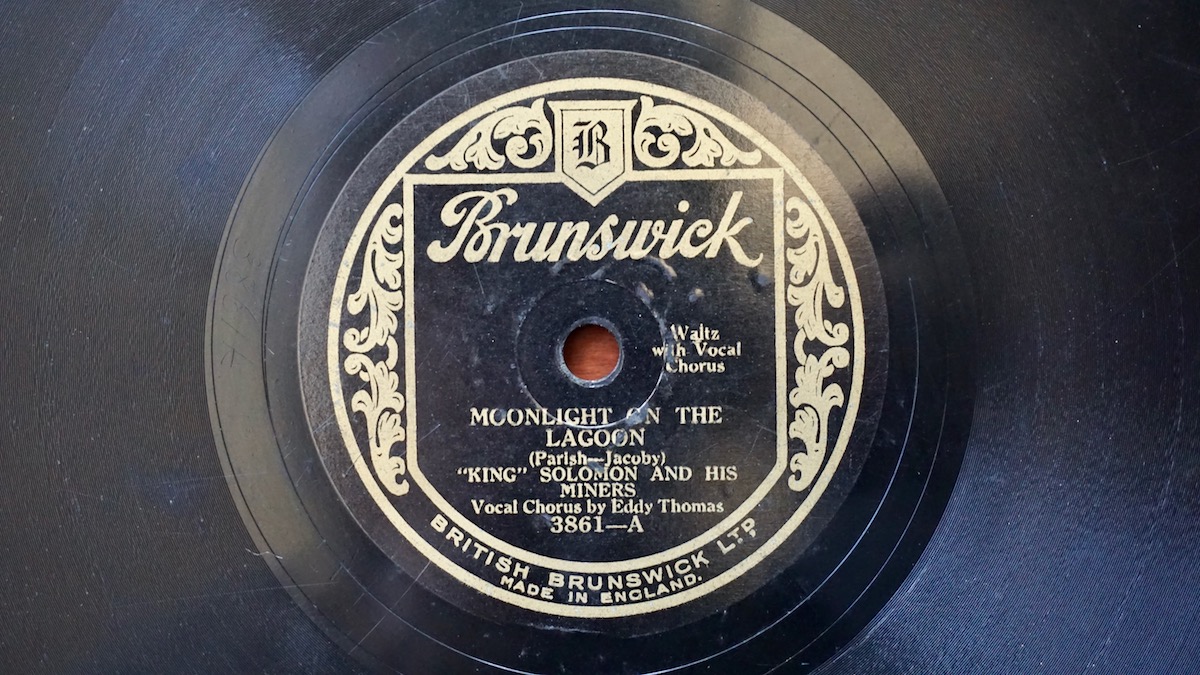 B
Brunswick
Waltz
with Vocal
Chorus
MOONLIGHT ON THE
LAGOON
(Parish—Jacoby)
"KING" SOLOMON AND HIS
MINERS
Vocal Chorus by Eddy Thomas
3861—A
BRITISH BRUNSWICK LTD,
MADE IN ENGLAND.